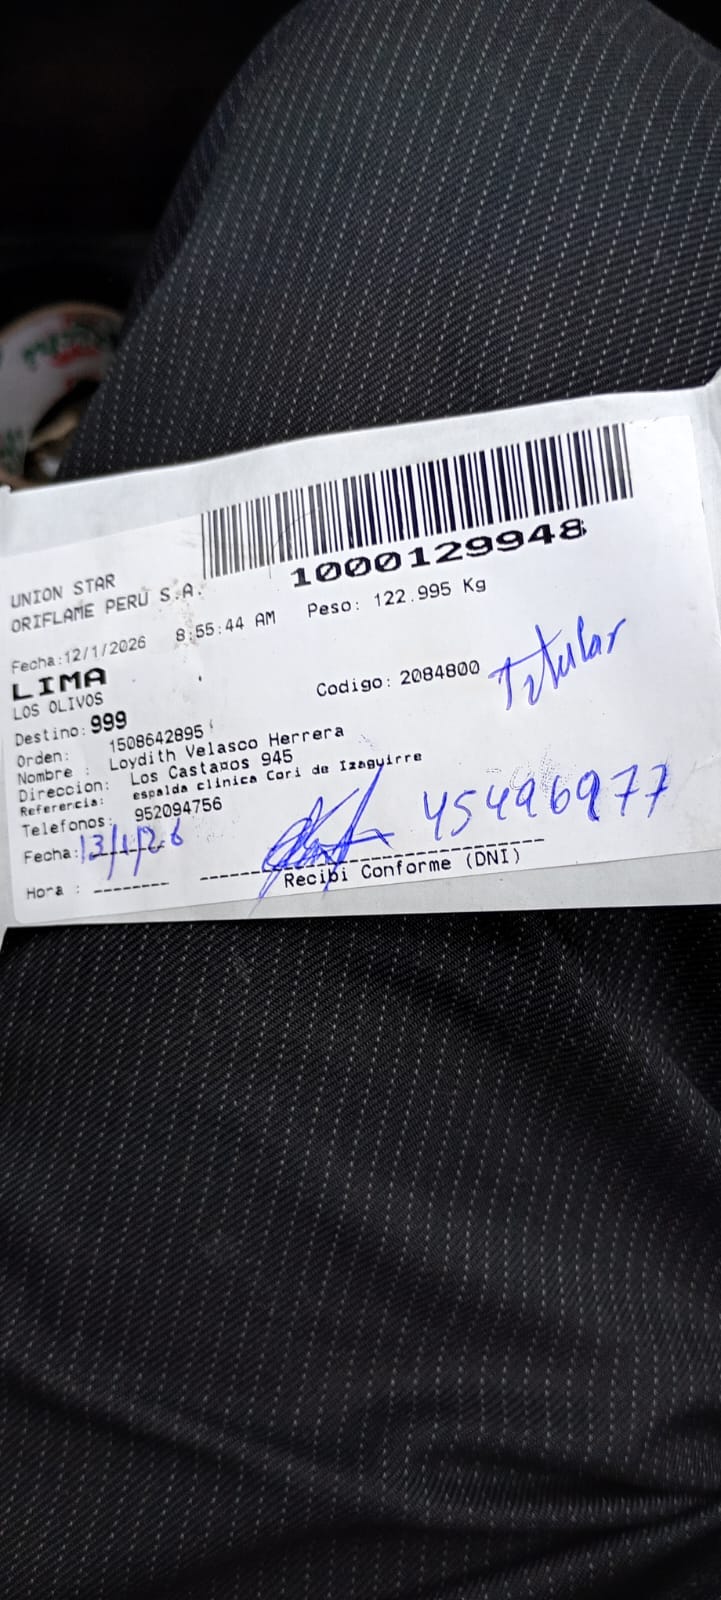 1000129948
UNION STAR
ORIFLAME PERU S.A.
Fecha:12/1/2026 8:55:44 AM Peso: 122.995 Kg
LIMA
LOS OLIVOS
Codigo: 2084800 Titular
Destino: 999
Orden: 1508642895
Nombre : Loydith Velasco Herrera
Direccion: Los Castaños 945
Referencia: espalda clinica Cori de Izaguirre
Telefonos: 952094756
Fecha: 13/1/26 45496977
Hora : --------
Recibi Conforme (DNI)